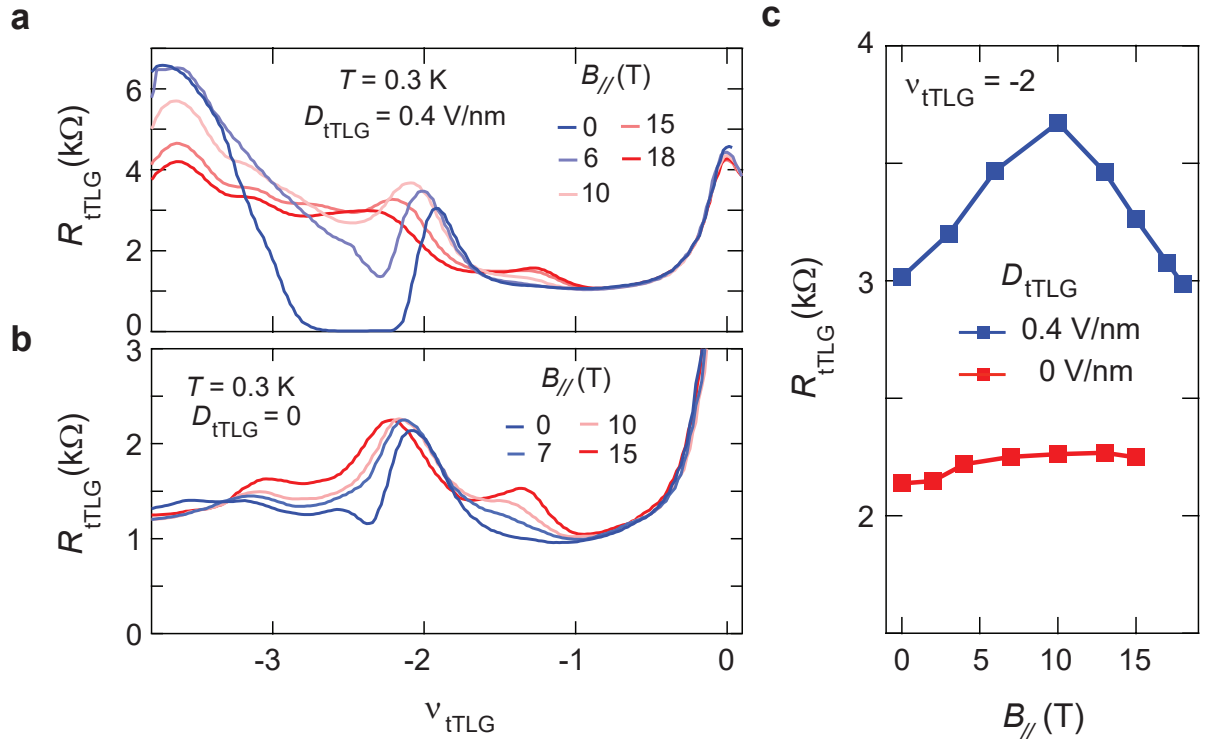 a
T = 0.3 K
D_tTLG = 0.4 V/nm
B_//(T)
0
15
6
18
10
R_tTLG(kΩ)
6
4
2
0
b
T = 0.3 K
D_tTLG = 0
B_//(T)
0
10
7
15
R_tTLG(kΩ)
3
2
1
0
-3
-2
-1
0
ν_tTLG
c
ν_tTLG = -2
D_tTLG
0.4 V/nm
0 V/nm
R_tTLG(kΩ)
4
3
2
0
5
10
15
B_// (T)